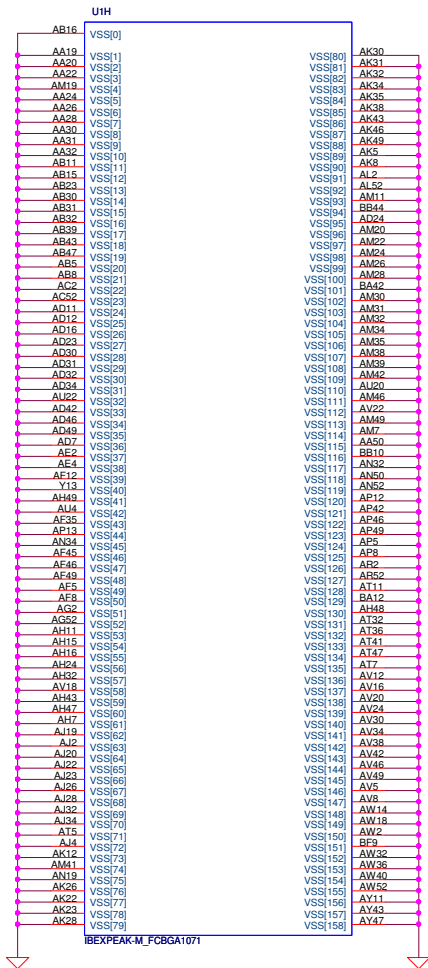 U1H
AB16 VSS[0]
AA19 VSS[1] VSS[80] AK30
AA20 VSS[2] VSS[81] AK31
AA22 VSS[3] VSS[82] AK32
AM19 VSS[4] VSS[83] AK34
AA24 VSS[5] VSS[84] AK35
AA26 VSS[6] VSS[85] AK38
AA28 VSS[7] VSS[86] AK43
AA30 VSS[8] VSS[87] AK46
AA31 VSS[9] VSS[88] AK49
AA32 VSS[10] VSS[89] AK5
AB11 VSS[11] VSS[90] AK8
AB15 VSS[12] VSS[91] AL2
AB23 VSS[13] VSS[92] AL52
AB30 VSS[14] VSS[93] AM11
AB31 VSS[15] VSS[94] BB44
AB32 VSS[16] VSS[95] AD24
AB39 VSS[17] VSS[96] AM20
AB43 VSS[18] VSS[97] AM22
AB47 VSS[19] VSS[98] AM24
AB5 VSS[20] VSS[99] AM26
AB8 VSS[21] VSS[100] AM28
AC2 VSS[22] VSS[101] BA42
AC52 VSS[23] VSS[102] AM30
AD11 VSS[24] VSS[103] AM31
AD12 VSS[25] VSS[104] AM32
AD16 VSS[26] VSS[105] AM34
AD23 VSS[27] VSS[106] AM35
AD30 VSS[28] VSS[107] AM38
AD31 VSS[29] VSS[108] AM39
AD32 VSS[30] VSS[109] AM42
AD34 VSS[31] VSS[110] AU20
AU22 VSS[32] VSS[111] AM46
AD42 VSS[33] VSS[112] AV22
AD46 VSS[34] VSS[113] AM49
AD49 VSS[35] VSS[114] AM7
AD7 VSS[36] VSS[115] AA50
AE2 VSS[37] VSS[116] BB10
AE4 VSS[38] VSS[117] AN32
AF12 VSS[39] VSS[118] AN50
Y13 VSS[40] VSS[119] AN52
AH49 VSS[41] VSS[120] AP12
AU4 VSS[42] VSS[121] AP42
AF35 VSS[43] VSS[122] AP46
AP13 VSS[44] VSS[123] AP49
AN34 VSS[45] VSS[124] AP5
AF45 VSS[46] VSS[125] AP8
AF46 VSS[47] VSS[126] AR2
AF49 VSS[48] VSS[127] AR52
AF5 VSS[49] VSS[128] AT11
AF8 VSS[50] VSS[129] BA12
AG2 VSS[51] VSS[130] AH48
AG52 VSS[52] VSS[131] AT32
AH11 VSS[53] VSS[132] AT36
AH15 VSS[54] VSS[133] AT41
AH16 VSS[55] VSS[134] AT47
AH24 VSS[56] VSS[135] AT7
AH32 VSS[57] VSS[136] AV12
AV18 VSS[58] VSS[137] AV16
AH43 VSS[59] VSS[138] AV20
AH47 VSS[60] VSS[139] AV24
AH7 VSS[61] VSS[140] AV30
AJ19 VSS[62] VSS[141] AV34
AJ2 VSS[63] VSS[142] AV38
AJ20 VSS[64] VSS[143] AV42
AJ22 VSS[65] VSS[144] AV46
AJ23 VSS[66] VSS[145] AV49
AJ26 VSS[67] VSS[146] AV5
AJ28 VSS[68] VSS[147] AV8
AJ32 VSS[69] VSS[148] AW14
AJ34 VSS[70] VSS[149] AW18
AT5 VSS[71] VSS[150] AW2
AJ4 VSS[72] VSS[151] BF9
AK12 VSS[73] VSS[152] AW32
AM41 VSS[74] VSS[153] AW36
AN19 VSS[75] VSS[154] AW40
AK26 VSS[76] VSS[155] AW52
AK22 VSS[77] VSS[156] AY11
AK23 VSS[78] VSS[157] AY43
AK28 VSS[79] VSS[158] AY47
IBEXPEAK-M_FCBGA1071